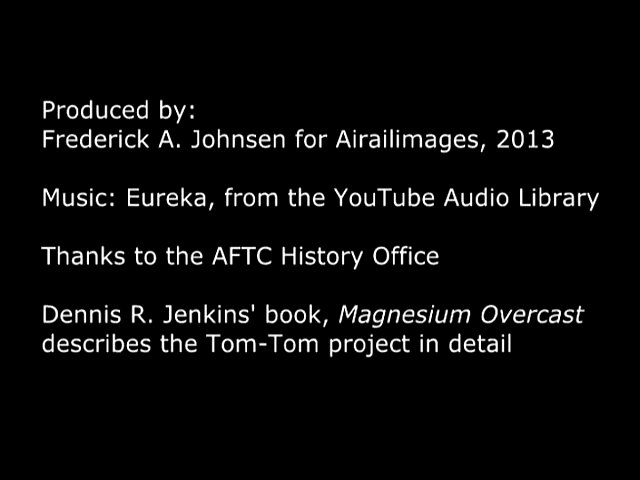 Produced by:
Frederick A. Johnsen for Airailimages, 2013
Music: Eureka, from the YouTube Audio Library
Thanks to the AFTC History Office
Dennis R. Jenkins' book, Magnesium Overcast
describes the Tom-Tom project in detail